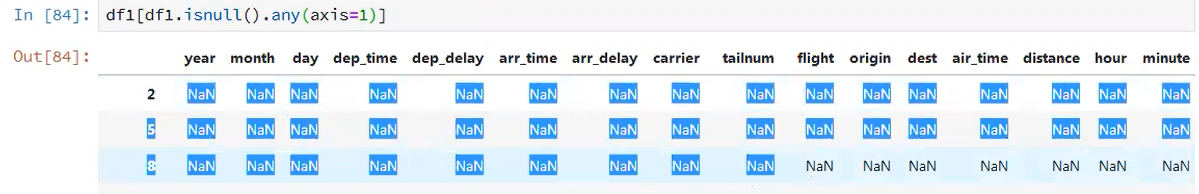 In [84]: df1[df1.isnull().any(axis=1)]
Out[84]:
year month day dep_time dep_delay arr_time arr_delay carrier tailnum flight origin dest air_time distance hour minute
2 NaN NaN NaN NaN NaN NaN NaN NaN NaN NaN NaN NaN NaN NaN NaN NaN
5 NaN NaN NaN NaN NaN NaN NaN NaN NaN NaN NaN NaN NaN NaN NaN NaN
8 NaN NaN NaN NaN NaN NaN NaN NaN NaN NaN NaN NaN NaN NaN NaN NaN